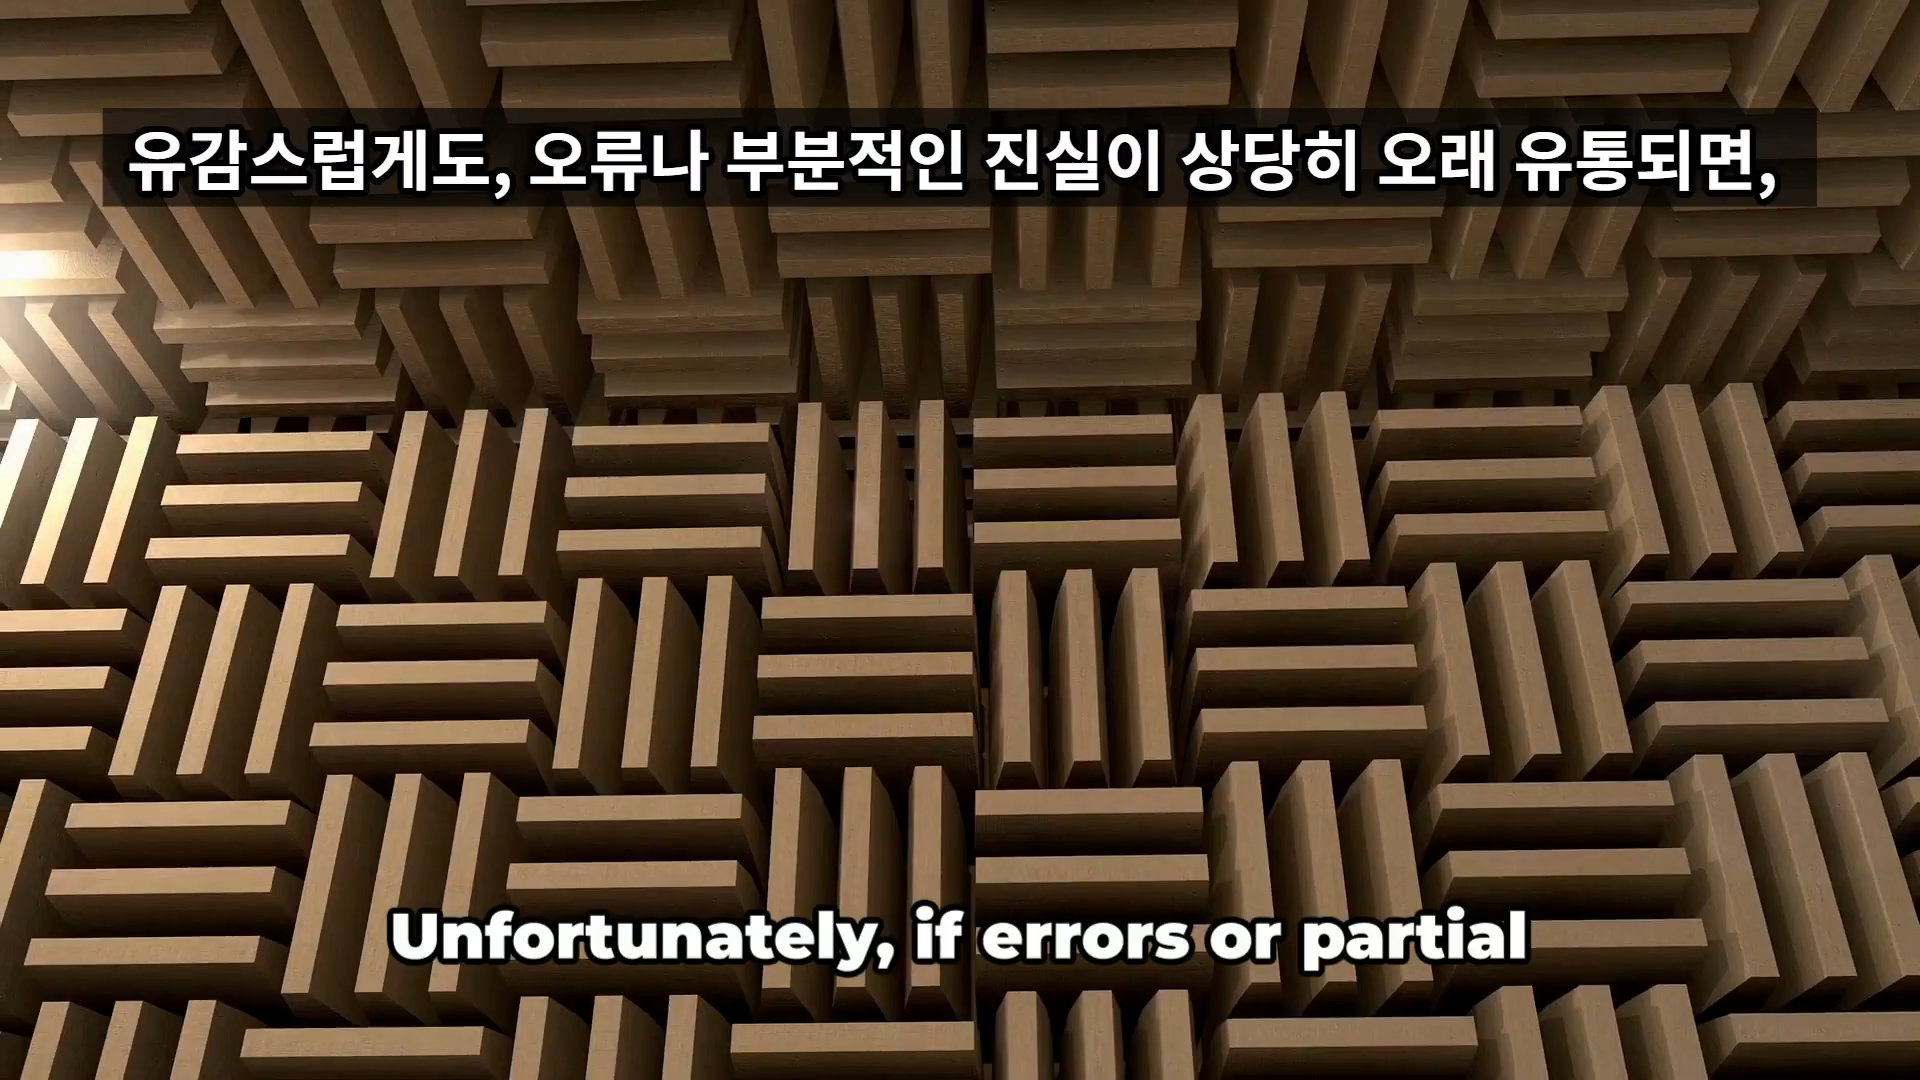 유감스럽게도, 오류나 부분적인 진실이 상당히 오래 유통되면,
Unfortunately, if errors or partial